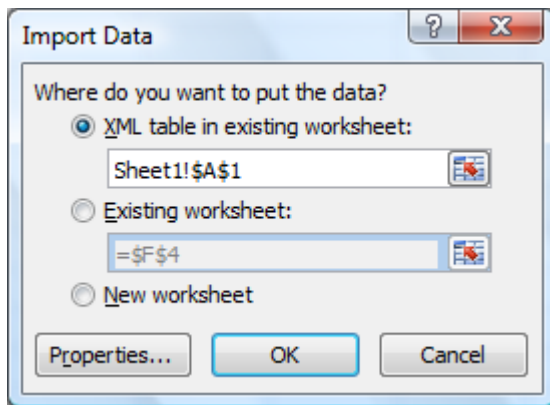 Import Data
?
Where do you want to put the data?
XML table in existing worksheet:
Sheet1!$A$1
Existing worksheet:
=$F$4
New worksheet
Properties... OK Cancel